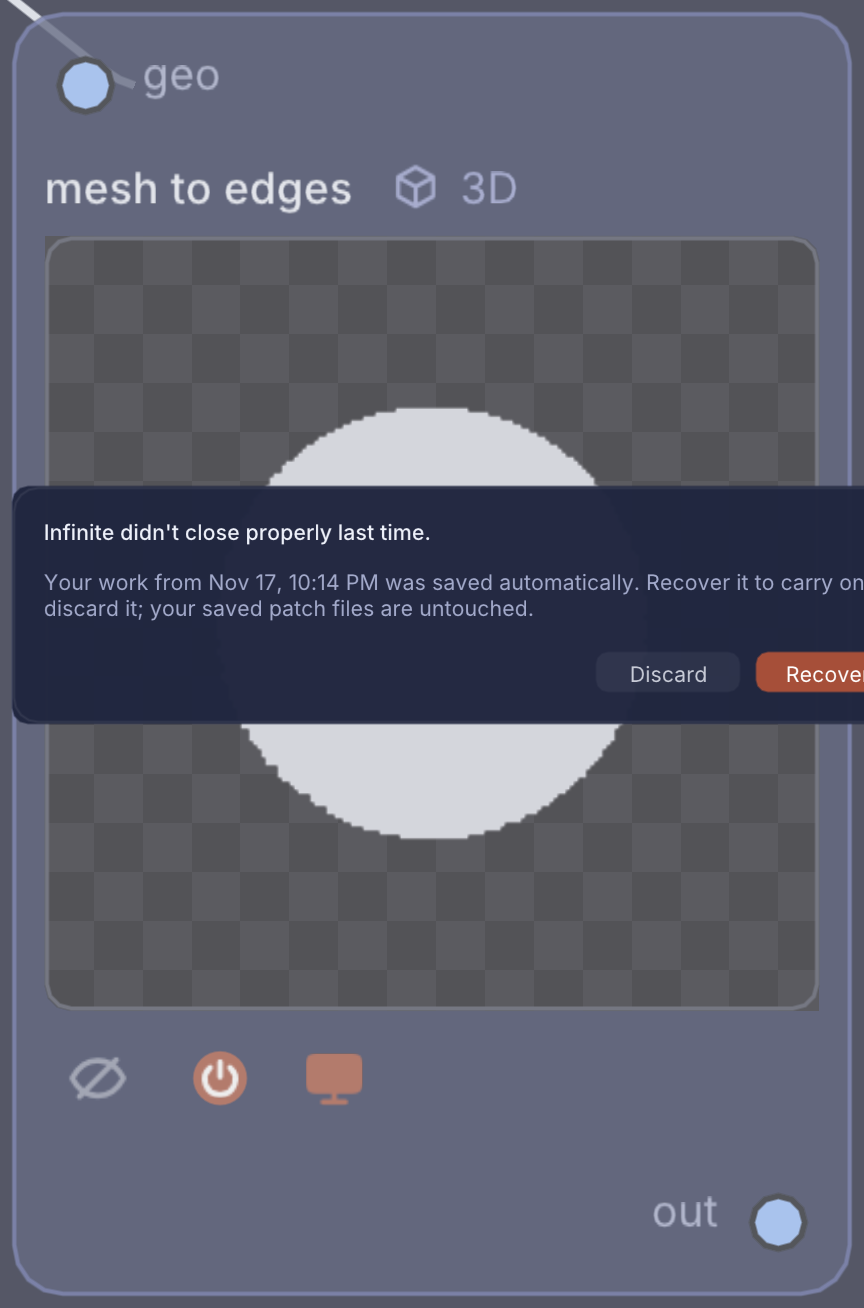 geo
mesh to edges 3D
Infinite didn't close properly last time.
Your work from Nov 17, 10:14 PM was saved automatically. Recover it to carry on
discard it; your saved patch files are untouched.
Discard Recover
out